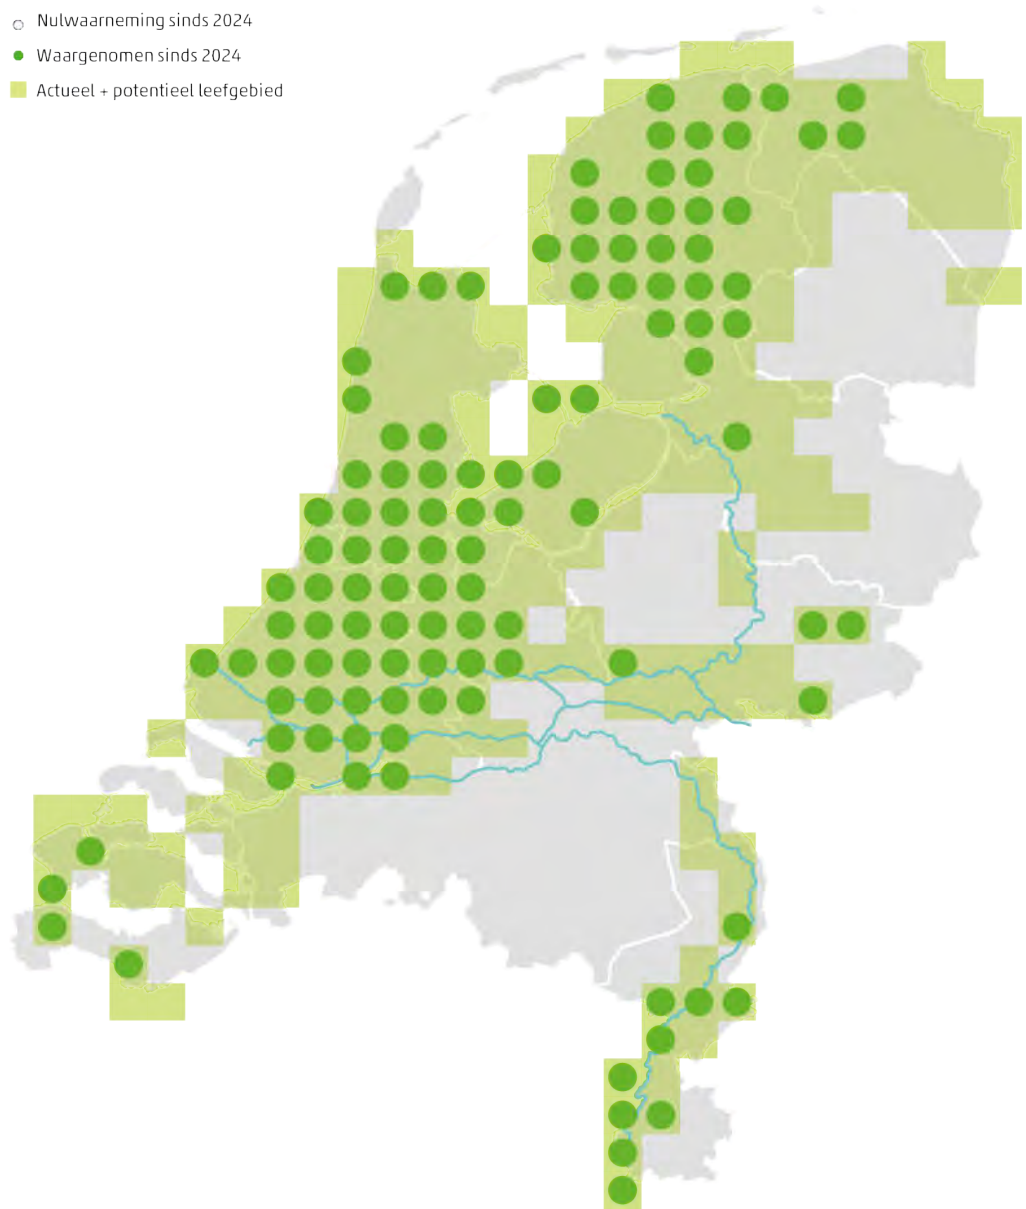 Nulwaarneming sinds 2024
Waargenomen sinds 2024
Actueel + potentieel leefgebied